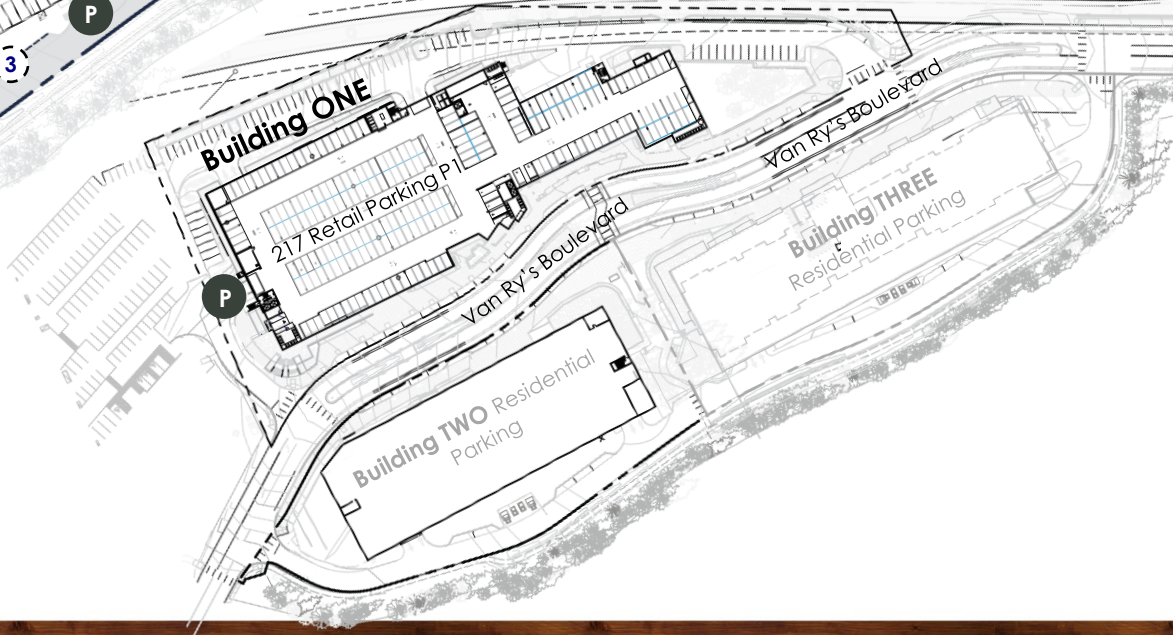 P
3
Building ONE
217 Retail Parking P1
Van Ry's Boulevard
Building THREE
Residential Parking
Van Ry's Boulevard
P
Building TWO Residential
Parking